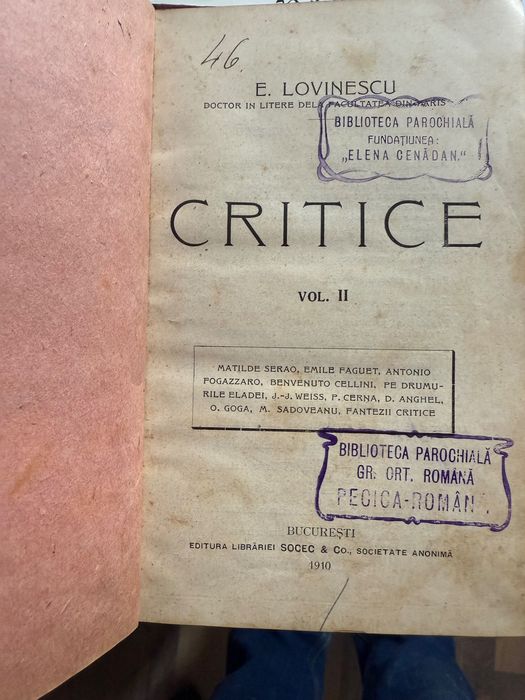 46.
E. LOVINESCU
DOCTOR IN LITERE DELA FACULTATEA DIN PARIS
BIBLIOTECA PAROCHIALĂ
FUNDAȚIUNEA:
„ELENA CENĂDAN."
CRITICE
VOL. II
MATILDE SERAO, EMILE FAGUET, ANTONIO
FOGAZZARO, BENVENUTO CELLINI, PE DRUMU-
RILE ELADEI, J.-J. WEISS, P. CERNA, D. ANGHEL,
O. GOGA, M. SADOVEANU, FANTEZII CRITICE
BIBLIOTECA PAROCHIALĂ
GR. ORT. ROMÂNĂ
PECICA-ROMÂN
BUCUREȘTI
EDITURA LIBRĂRIEI SOCEC & Co., SOCIETATE ANONIMĂ
1910